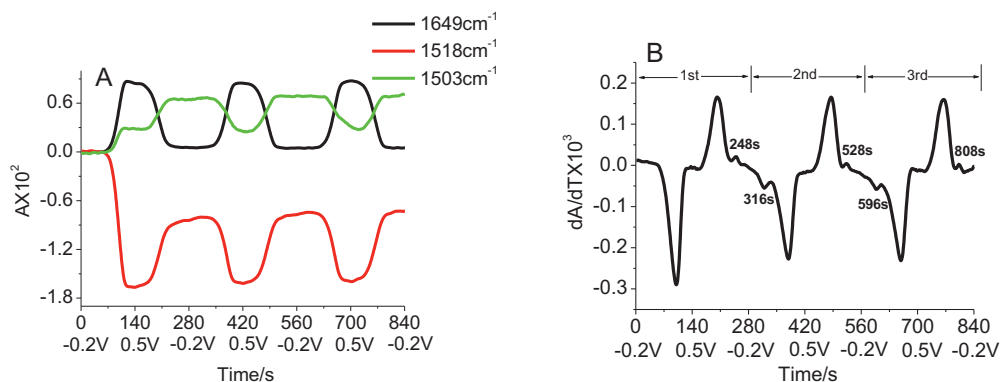 1649cm-1
1518cm-1
1503cm-1
A
0.6
0.0
-0.6
-1.2
-1.8
AX10²
0 140 280 420 560 700 840
-0.2V 0.5V -0.2V 0.5V -0.2V 0.5V -0.2V
Time/s
B
0.2
0.1
0.0
-0.1
-0.2
-0.3
dA/dTX10³
1st 2nd 3rd
248s 528s 808s
316s 596s
0 140 280 420 560 700 840
-0.2V 0.5V -0.2V 0.5V -0.2V 0.5V -0.2V
Time/s